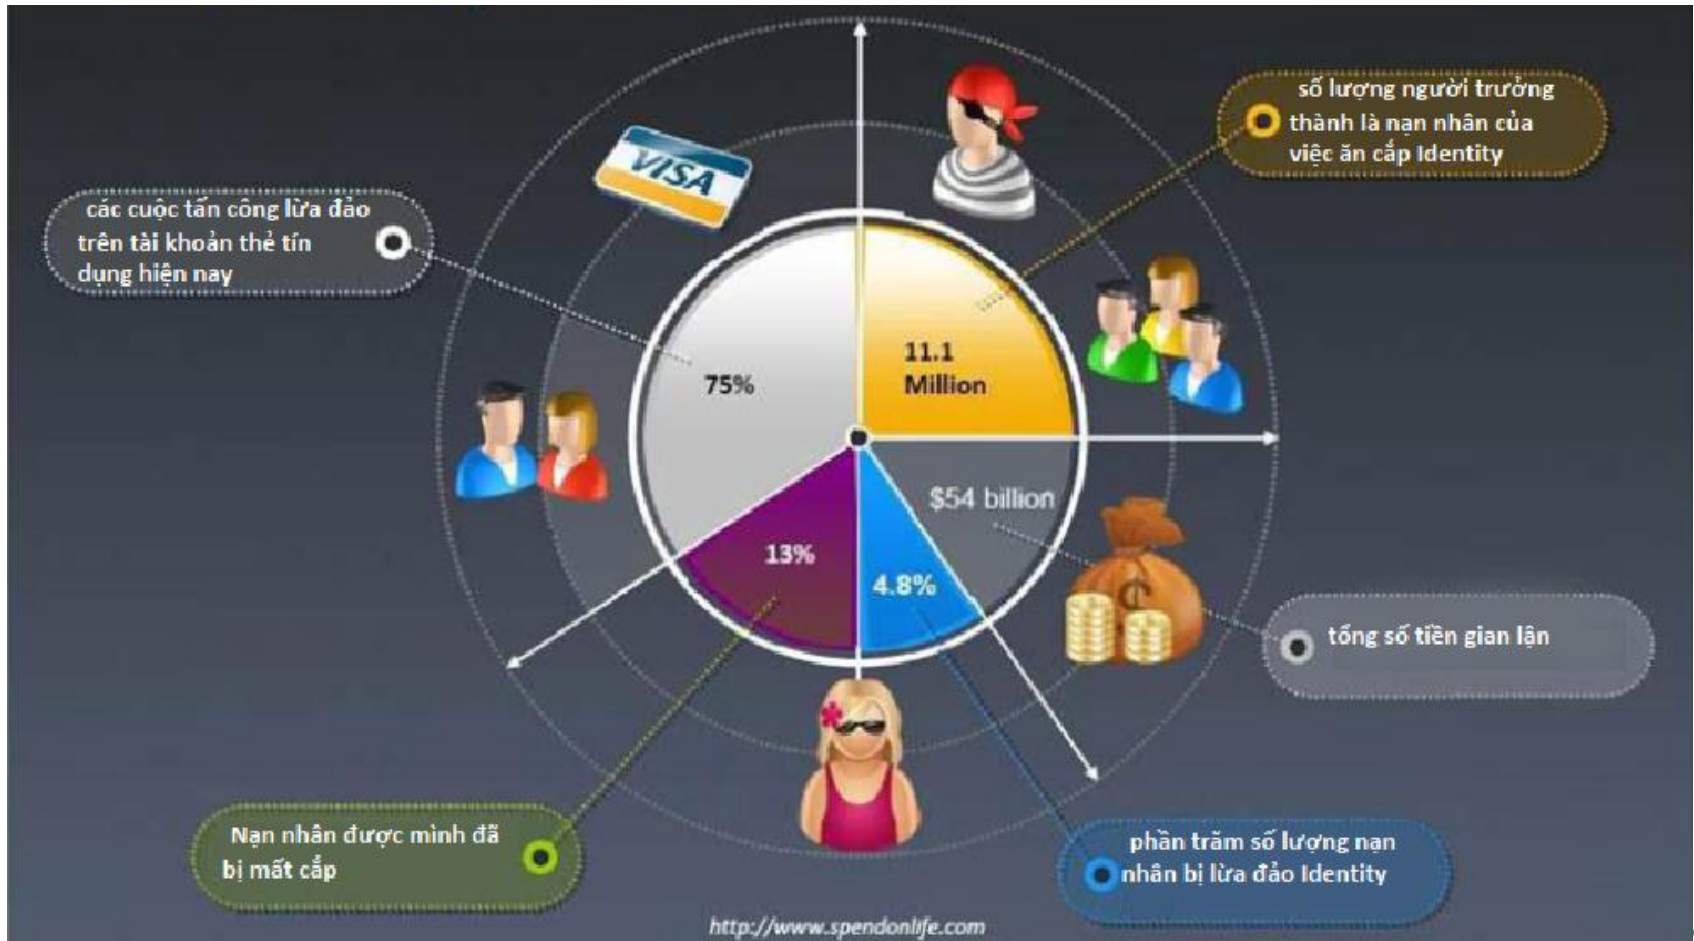 số lượng người trưởng
thành là nạn nhân của
việc ăn cắp Identity
VISA
các cuộc tấn công lừa đảo
trên tài khoản thẻ tín
dụng hiện nay
75%
11.1
Million
$54 billion
13%
4.8%
tổng số tiền gian lận
Nạn nhân được mình đã
bị mất cắp
phần trăm số lượng nạn
nhân bị lừa đảo Identity
http://www.spendonlife.com